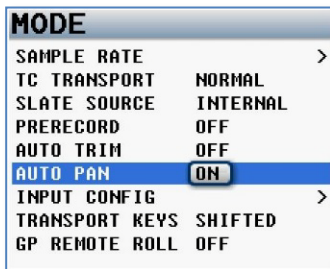 MODE
SAMPLE RATE >
TC TRANSPORT NORMAL
SLATE SOURCE INTERNAL
PRERECORD OFF
AUTO TRIM OFF
AUTO PAN ON
INPUT CONFIG >
TRANSPORT KEYS SHIFTED
GP REMOTE ROLL OFF